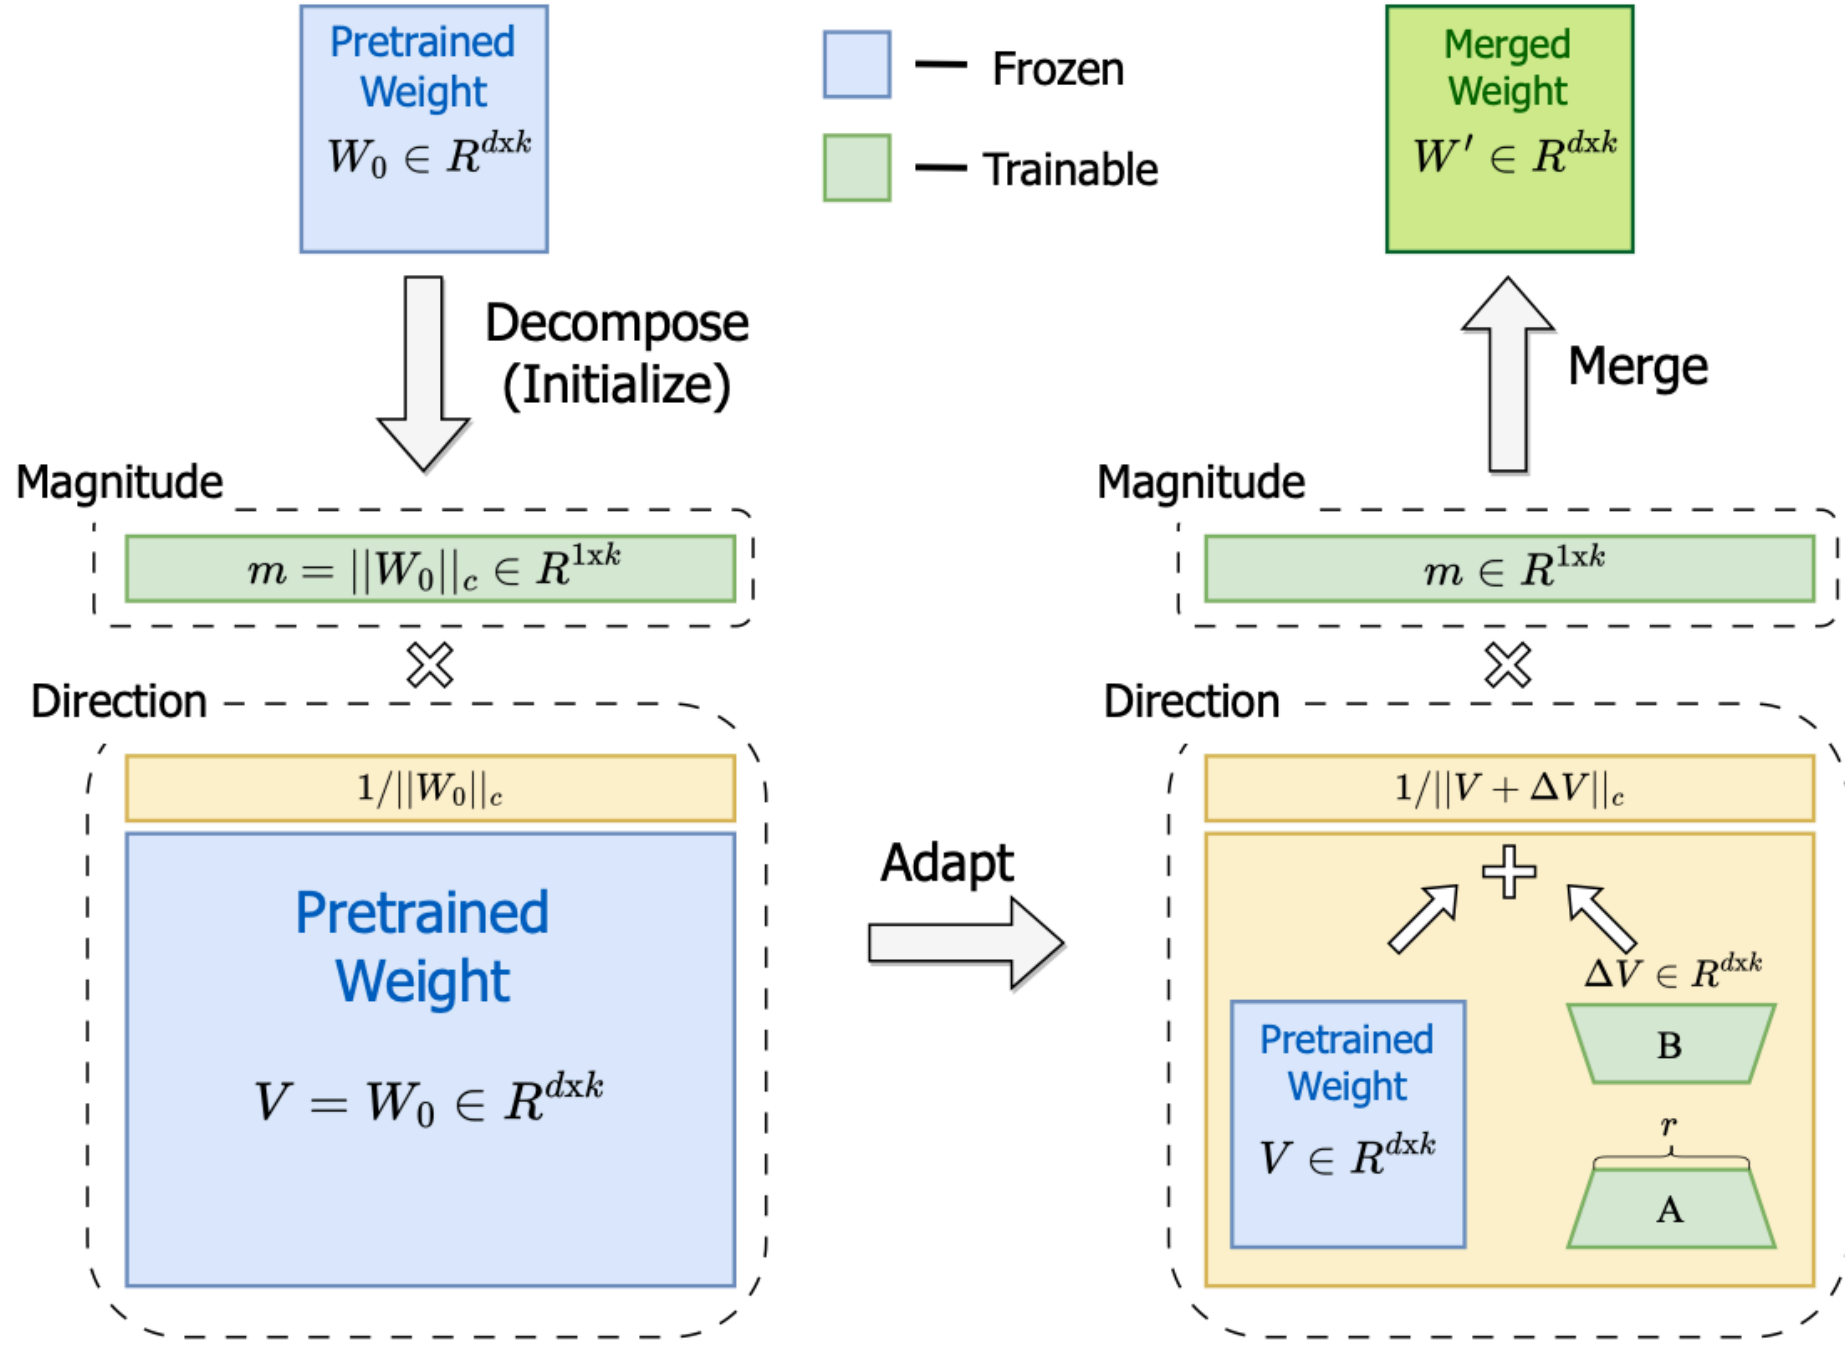 Pretrained
Weight
W₀ ∈ R^{dxk}
Frozen
Trainable
Merged
Weight
W′ ∈ R^{dxk}
Decompose
(Initialize)
Merge
Magnitude
m = ||W₀||_c ∈ R^{1xk}
Direction
1/||W₀||_c
Pretrained
Weight
V = W₀ ∈ R^{dxk}
Adapt
Magnitude
m ∈ R^{1xk}
Direction
1/||V + ΔV||_c
ΔV ∈ R^{dxk}
Pretrained
Weight
V ∈ R^{dxk}
B
r
A